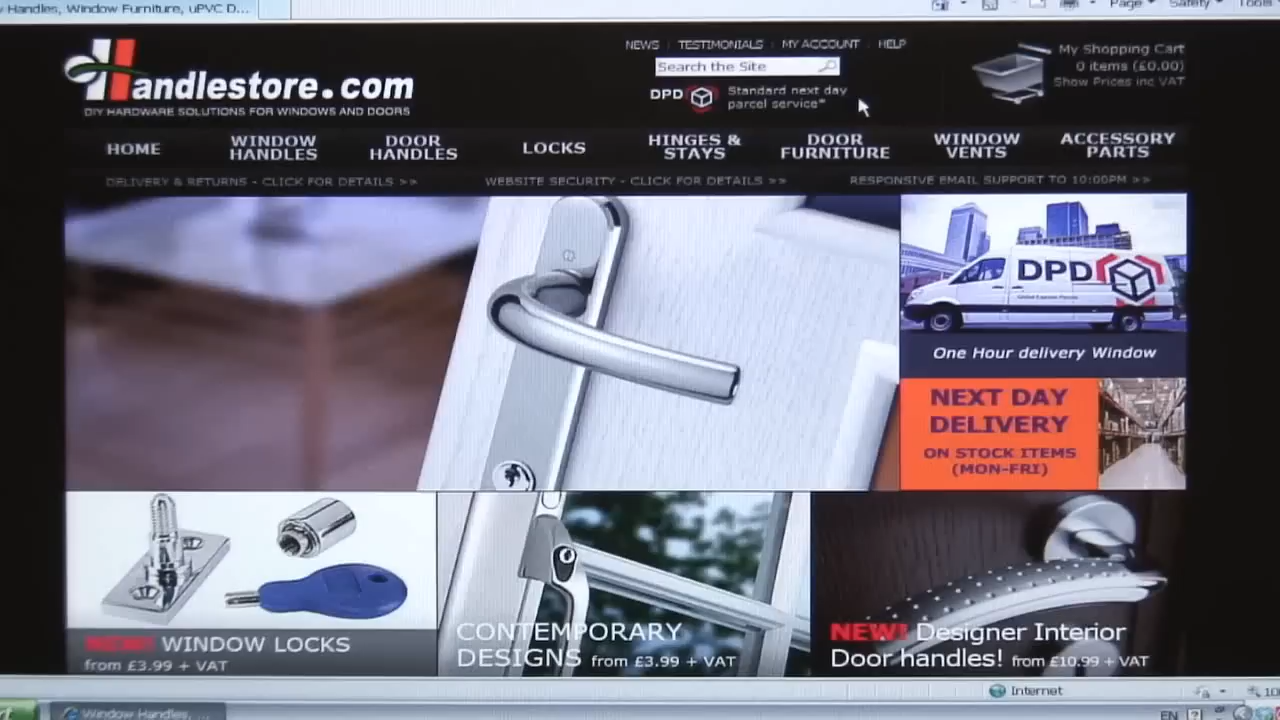 Handles, Window Furniture, uPVC D...
Page
Safety
Tools
Handlestore.com
DIY HARDWARE SOLUTIONS FOR WINDOWS AND DOORS
NEWS TESTIMONIALS MY ACCOUNT HELP
Search the Site
DPD Standard next day
parcel service*
My Shopping Cart
0 items (£0.00)
Show Prices inc VAT
HOME
WINDOW
HANDLES
DOOR
HANDLES
LOCKS
HINGES &
STAYS
DOOR
FURNITURE
WINDOW
VENTS
ACCESSORY
PARTS
DELIVERY & RETURNS - CLICK FOR DETAILS >>
WEBSITE SECURITY - CLICK FOR DETAILS >>
RESPONSIVE EMAIL SUPPORT TO 10:00PM >>
DPD
One Hour delivery Window
NEXT DAY
DELIVERY
ON STOCK ITEMS
(MON-FRI)
NEW! WINDOW LOCKS
from £3.99 + VAT
CONTEMPORARY
DESIGNS from £3.99 + VAT
NEW! Designer Interior
Door handles! from £10.99 + VAT
Internet
Window Handles, ...
EN